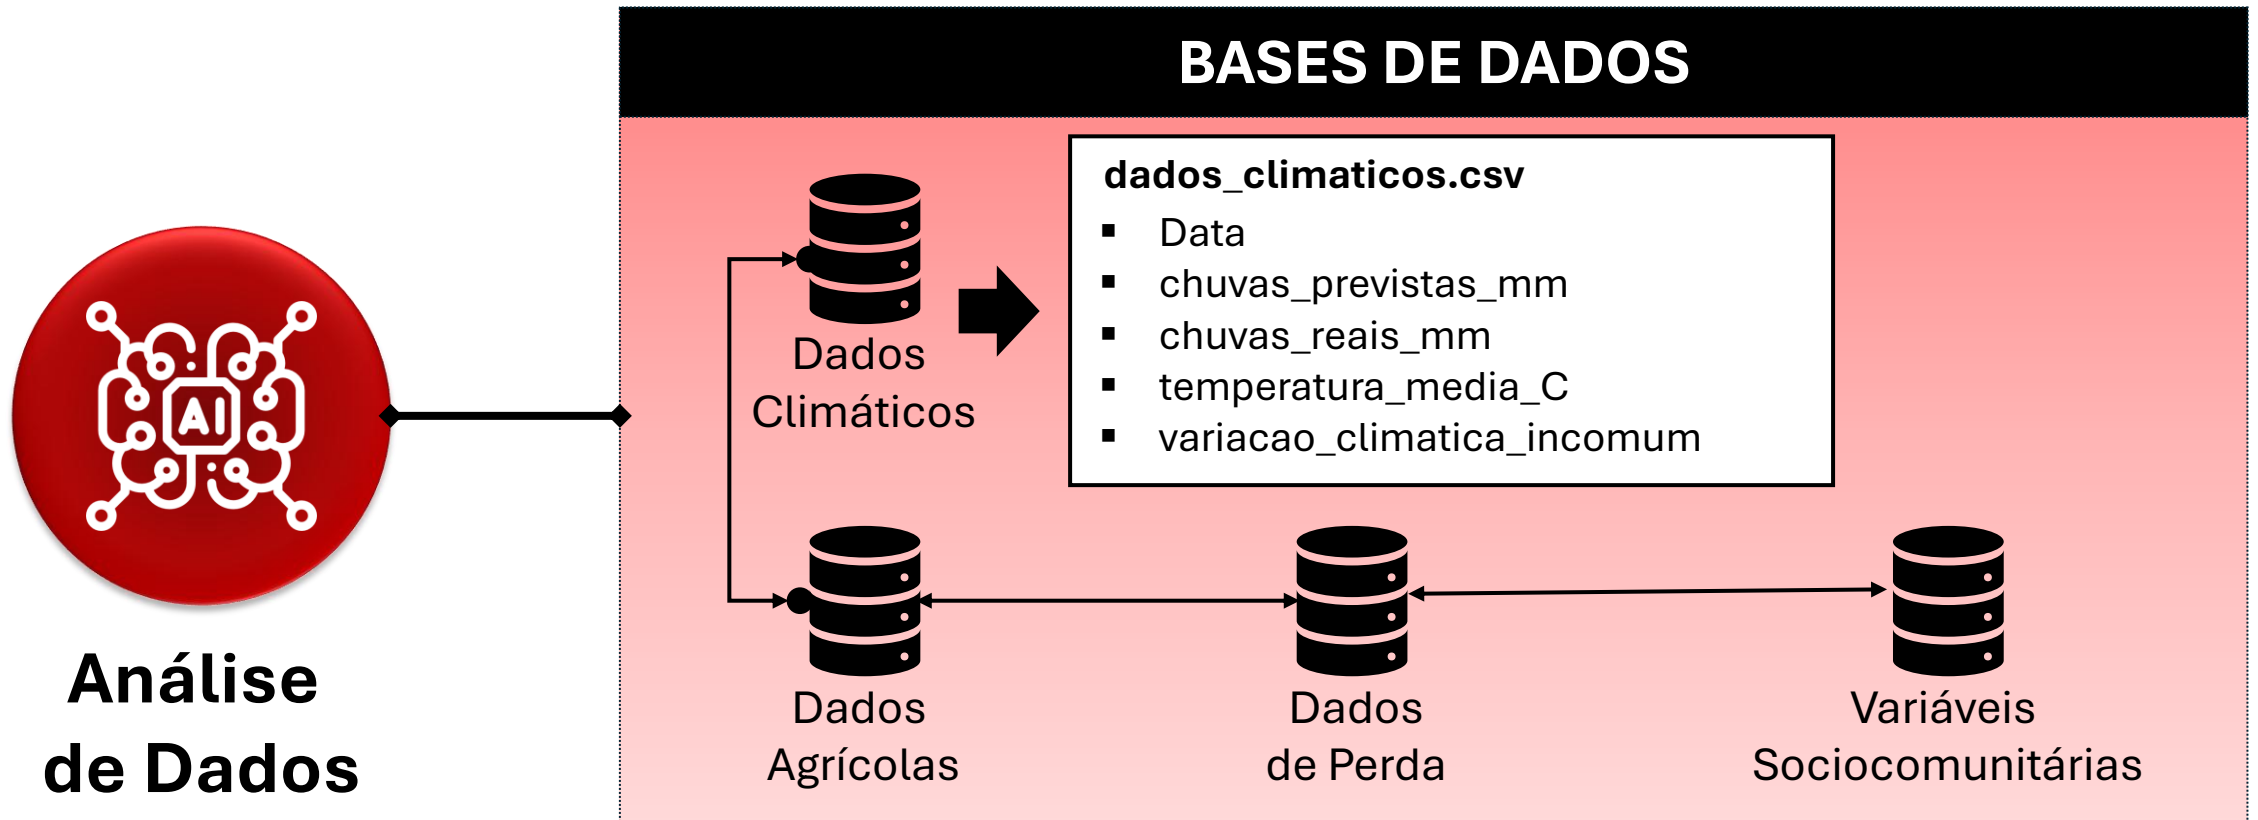 BASES DE DADOS
dados_climaticos.csv
▪ Data
▪ chuvas_previstas_mm
▪ chuvas_reais_mm
▪ temperatura_media_C
▪ variacao_climatica_incomum
Dados
Climáticos
AI
Análise
de Dados
Dados
Agrícolas
Dados
de Perda
Variáveis
Sociocomunitárias